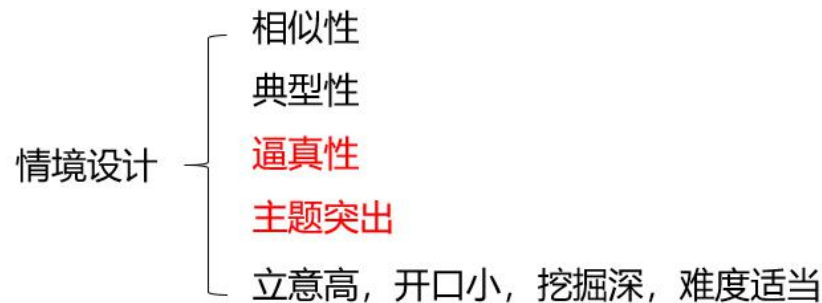 相似性
典型性
情境设计
逼真性
主题突出
立意高，开口小，挖掘深，难度适当